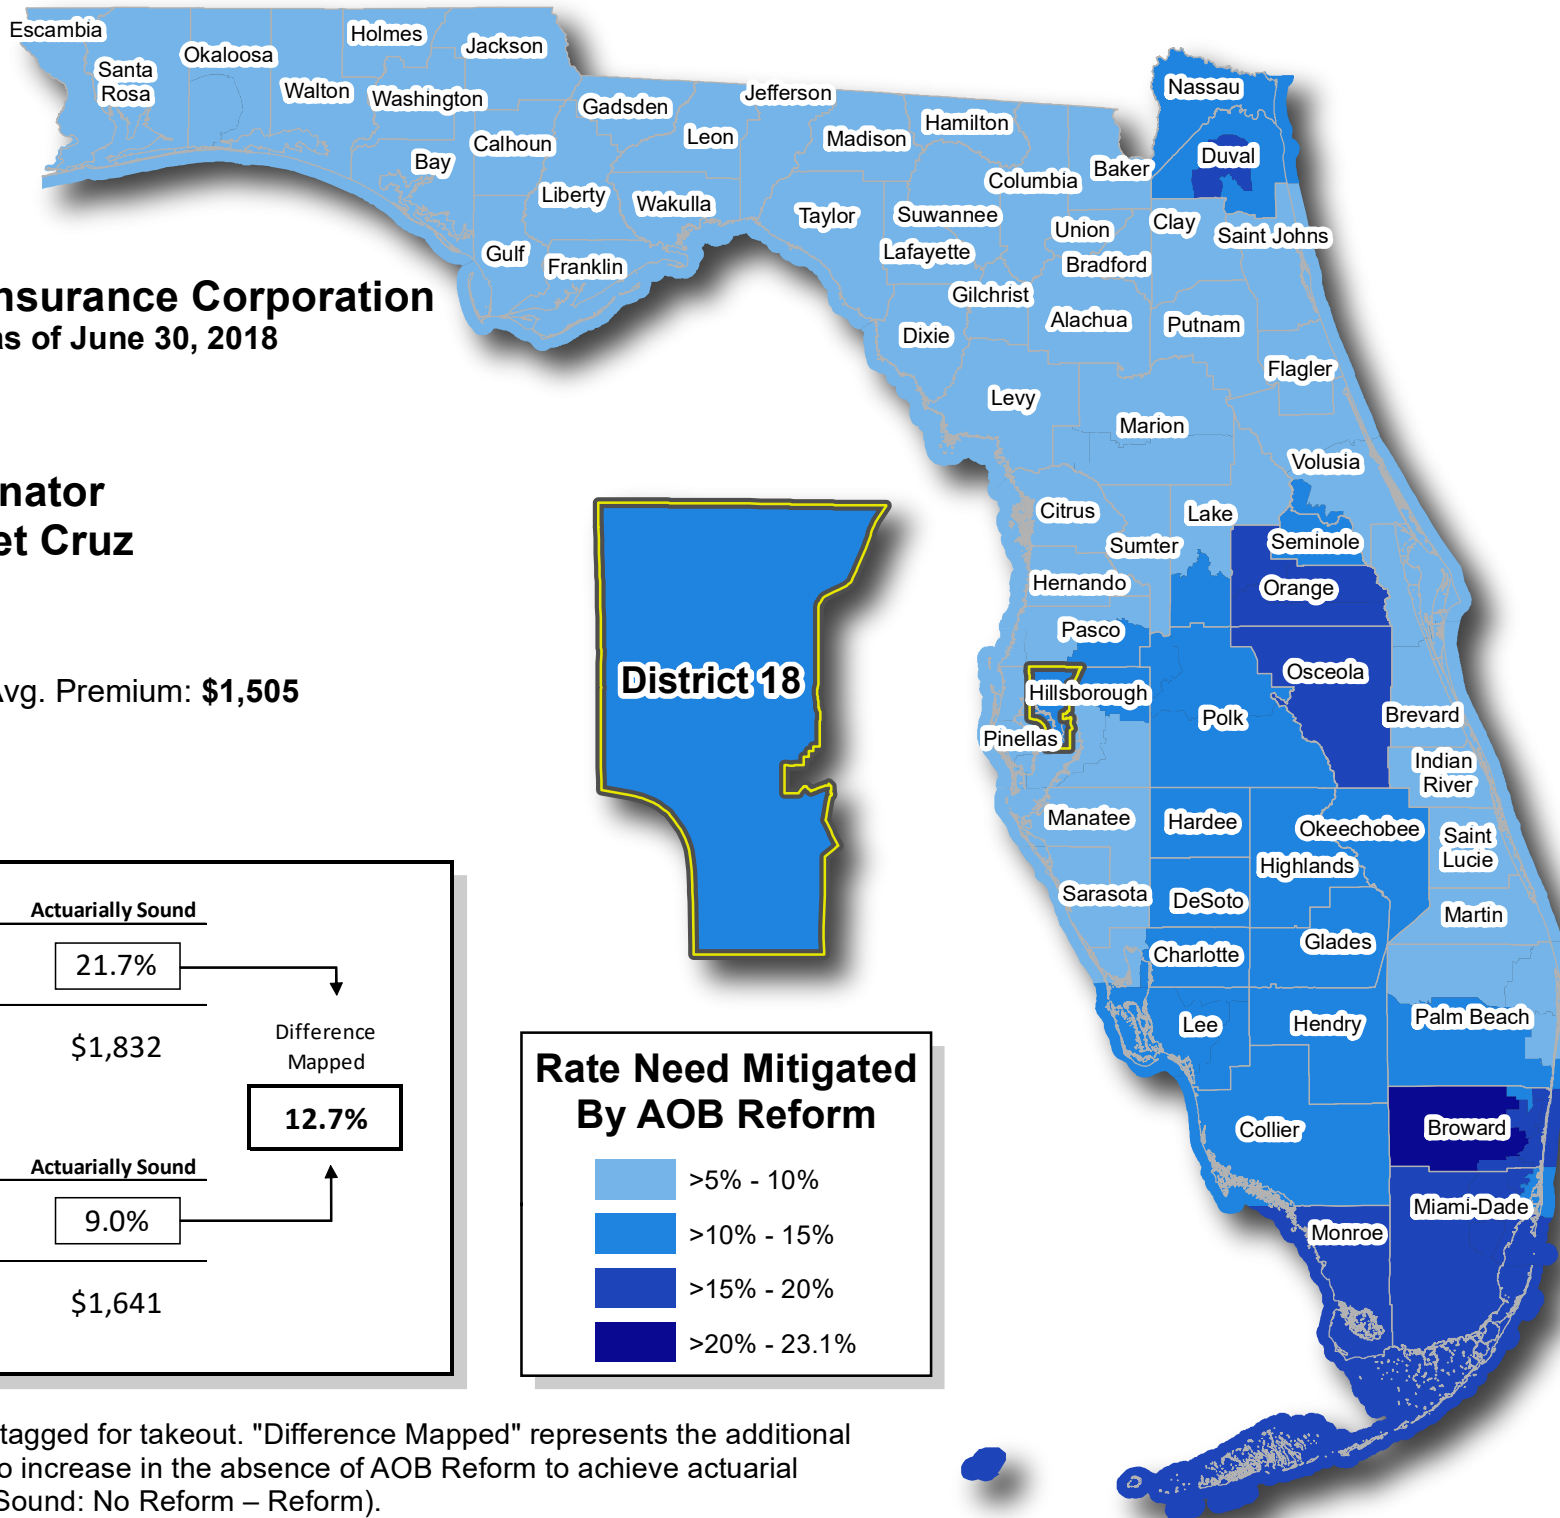 Escambia
Santa
Rosa
Okaloosa
Walton
Holmes
Washington
Jackson
Bay
Calhoun
Gulf
Liberty
Franklin
Gadsden
Leon
Wakulla
Jefferson
Madison
Taylor
Hamilton
Suwannee
Lafayette
Columbia
Baker
Nassau
Duval
Union
Bradford
Clay
Saint Johns
Gilchrist
Dixie
Alachua
Putnam
Flagler
Levy
Marion
Volusia
Citrus
Lake
Sumter
Seminole
Hernando
Orange
Pasco
Osceola
Hillsborough
Polk
Brevard
Pinellas
Indian
River
Manatee
Hardee
Okeechobee
Saint
Lucie
Highlands
Sarasota
DeSoto
Martin
Charlotte
Glades
Lee
Hendry
Palm Beach
Collier
Broward
Miami-Dade
Monroe
nsurance Corporation
as of June 30, 2018
nator
et Cruz
Avg. Premium: $1,505
District 18
Actuarially Sound
21.7%
$1,832
Difference
Mapped
12.7%
Actuarially Sound
9.0%
$1,641
Rate Need Mitigated
By AOB Reform
>5% - 10%
>10% - 15%
>15% - 20%
>20% - 23.1%
tagged for takeout. "Difference Mapped" represents the additional
o increase in the absence of AOB Reform to achieve actuarial
Sound: No Reform – Reform).